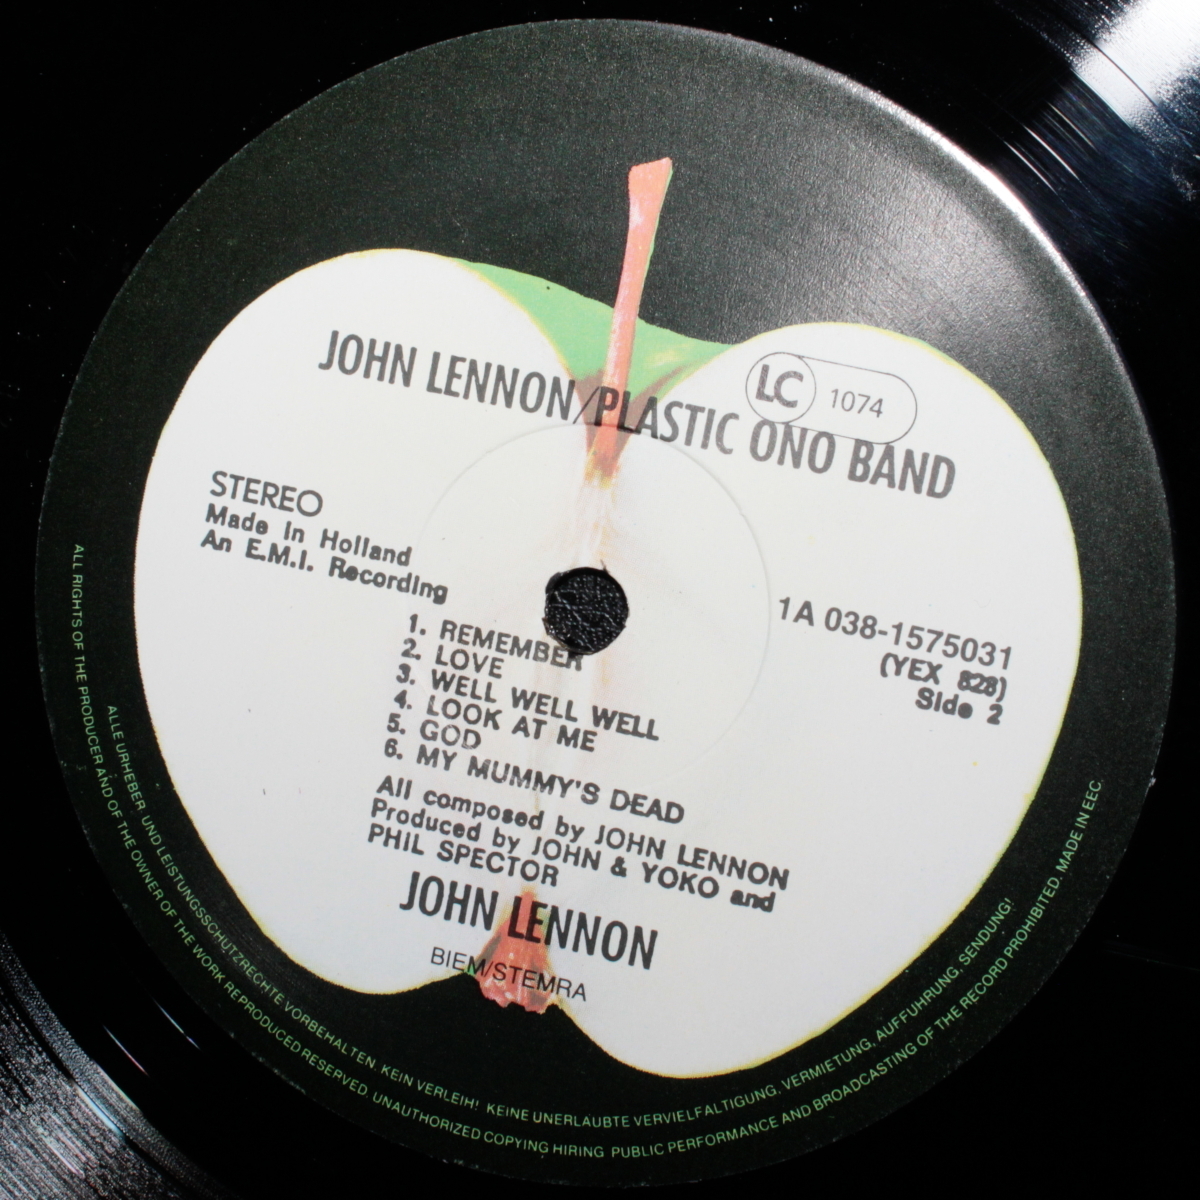 JOHN LENNON/PLASTIC ONO BAND
LC 1074
STEREO
Made in Holland
An E.M.I. Recording
1A 038-1575031
(YEX 828)
Side 2
1. REMEMBER
2. LOVE
3. WELL WELL WELL
4. LOOK AT ME
5. GOD
6. MY MUMMY'S DEAD
All composed by JOHN LENNON
Produced by JOHN & YOKO and
PHIL SPECTOR
JOHN LENNON
BIEM/STEMRA
ALLE URHEBER UND LEISTUNGSSCHUTZRECHTE VORBEHALTEN. KEIN VERLEIH! KEINE UNERLAUBTE VERVIELFALTIGUNG, VERMIETUNG, AUFFUHRUNG, SENDUNG!
ALL RIGHTS OF THE PRODUCER AND OF THE OWNER OF THE WORK REPRODUCED RESERVED. UNAUTHORIZED COPYING HIRING PUBLIC PERFORMANCE AND BROADCASTING OF THE RECORD PROHIBITED. MADE IN EEC.